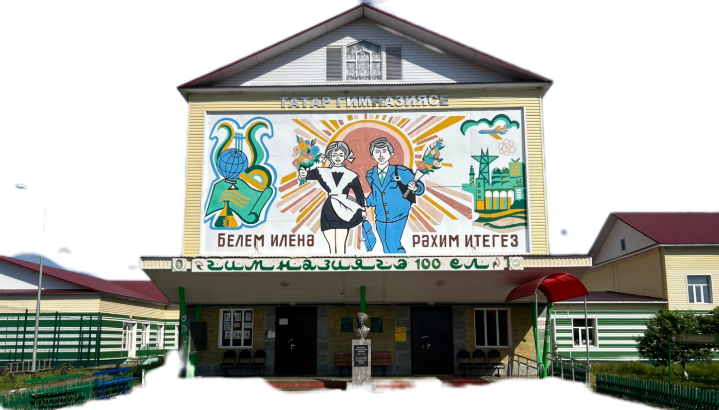 ТАТАР ГИМНАЗИЯСЕ
БЕЛЕМ ИЛЕНӘ РӘХИМ ИТЕГЕЗ
ГИМНАЗИЯГӘ 100 ЕЛ